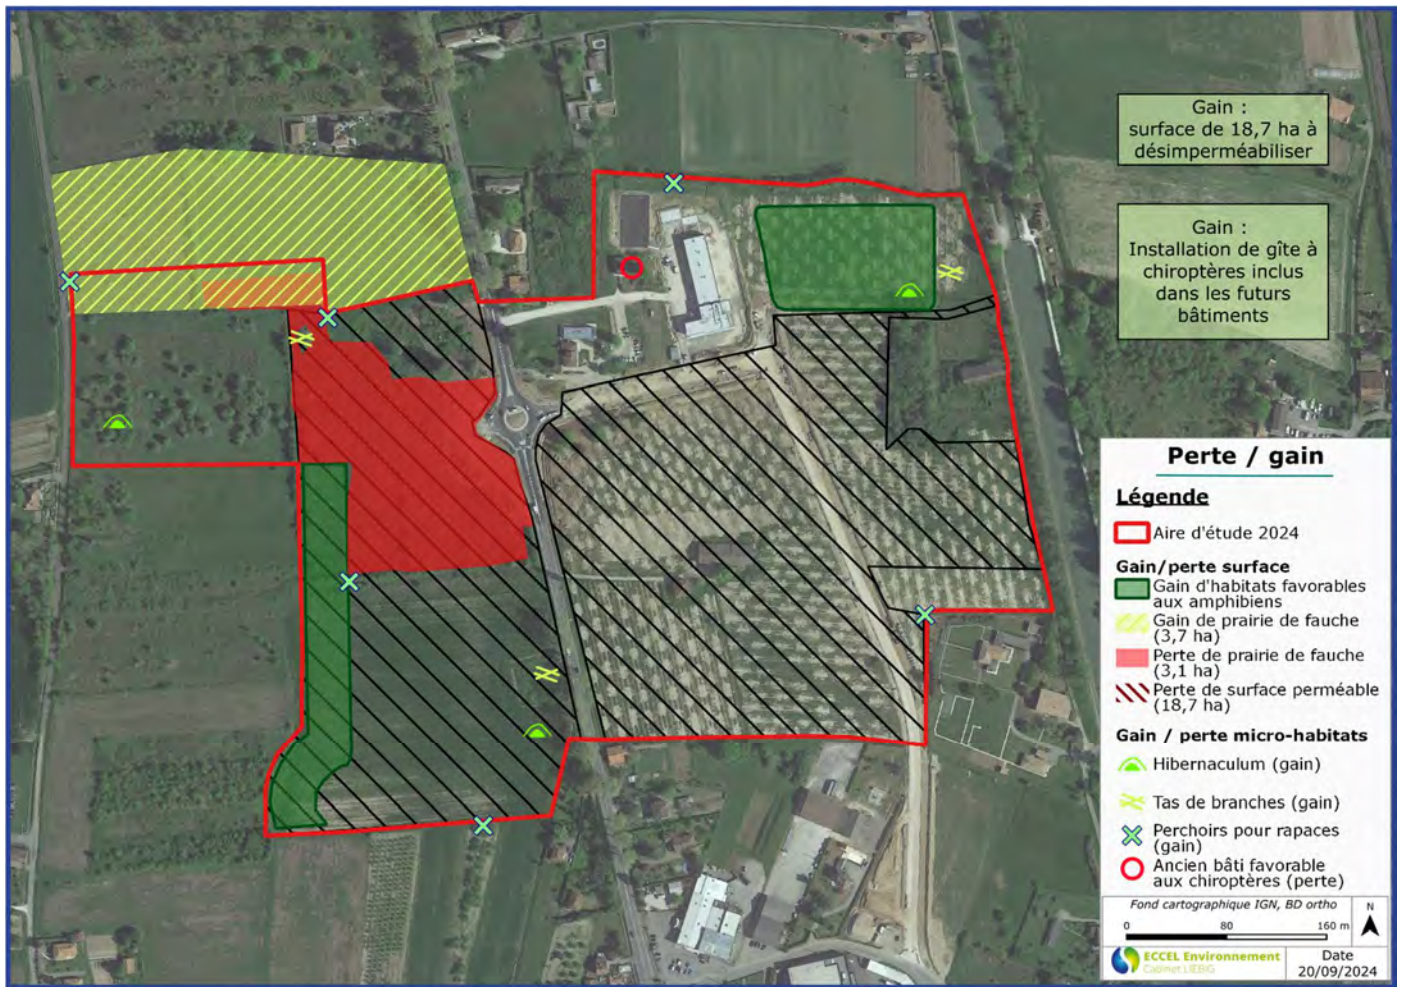 Gain :
surface de 18,7 ha à
désimperméabiliser
Gain :
Installation de gîte à
chiroptères inclus
dans les futurs
bâtiments
Perte / gain
Légende
Aire d'étude 2024
Gain/perte surface
Gain d'habitats favorables
aux amphibiens
Gain de prairie de fauche
(3,7 ha)
Perte de prairie de fauche
(3,1 ha)
Perte de surface perméable
(18,7 ha)
Gain / perte micro-habitats
Hibernaculum (gain)
Tas de branches (gain)
Perchoirs pour rapaces
(gain)
Ancien bâti favorable
aux chiroptères (perte)
Fond cartographique IGN, BD ortho
N
0 80 160 m
ECCEL Environnement
Cabinet LIEBIG
Date
20/09/2024